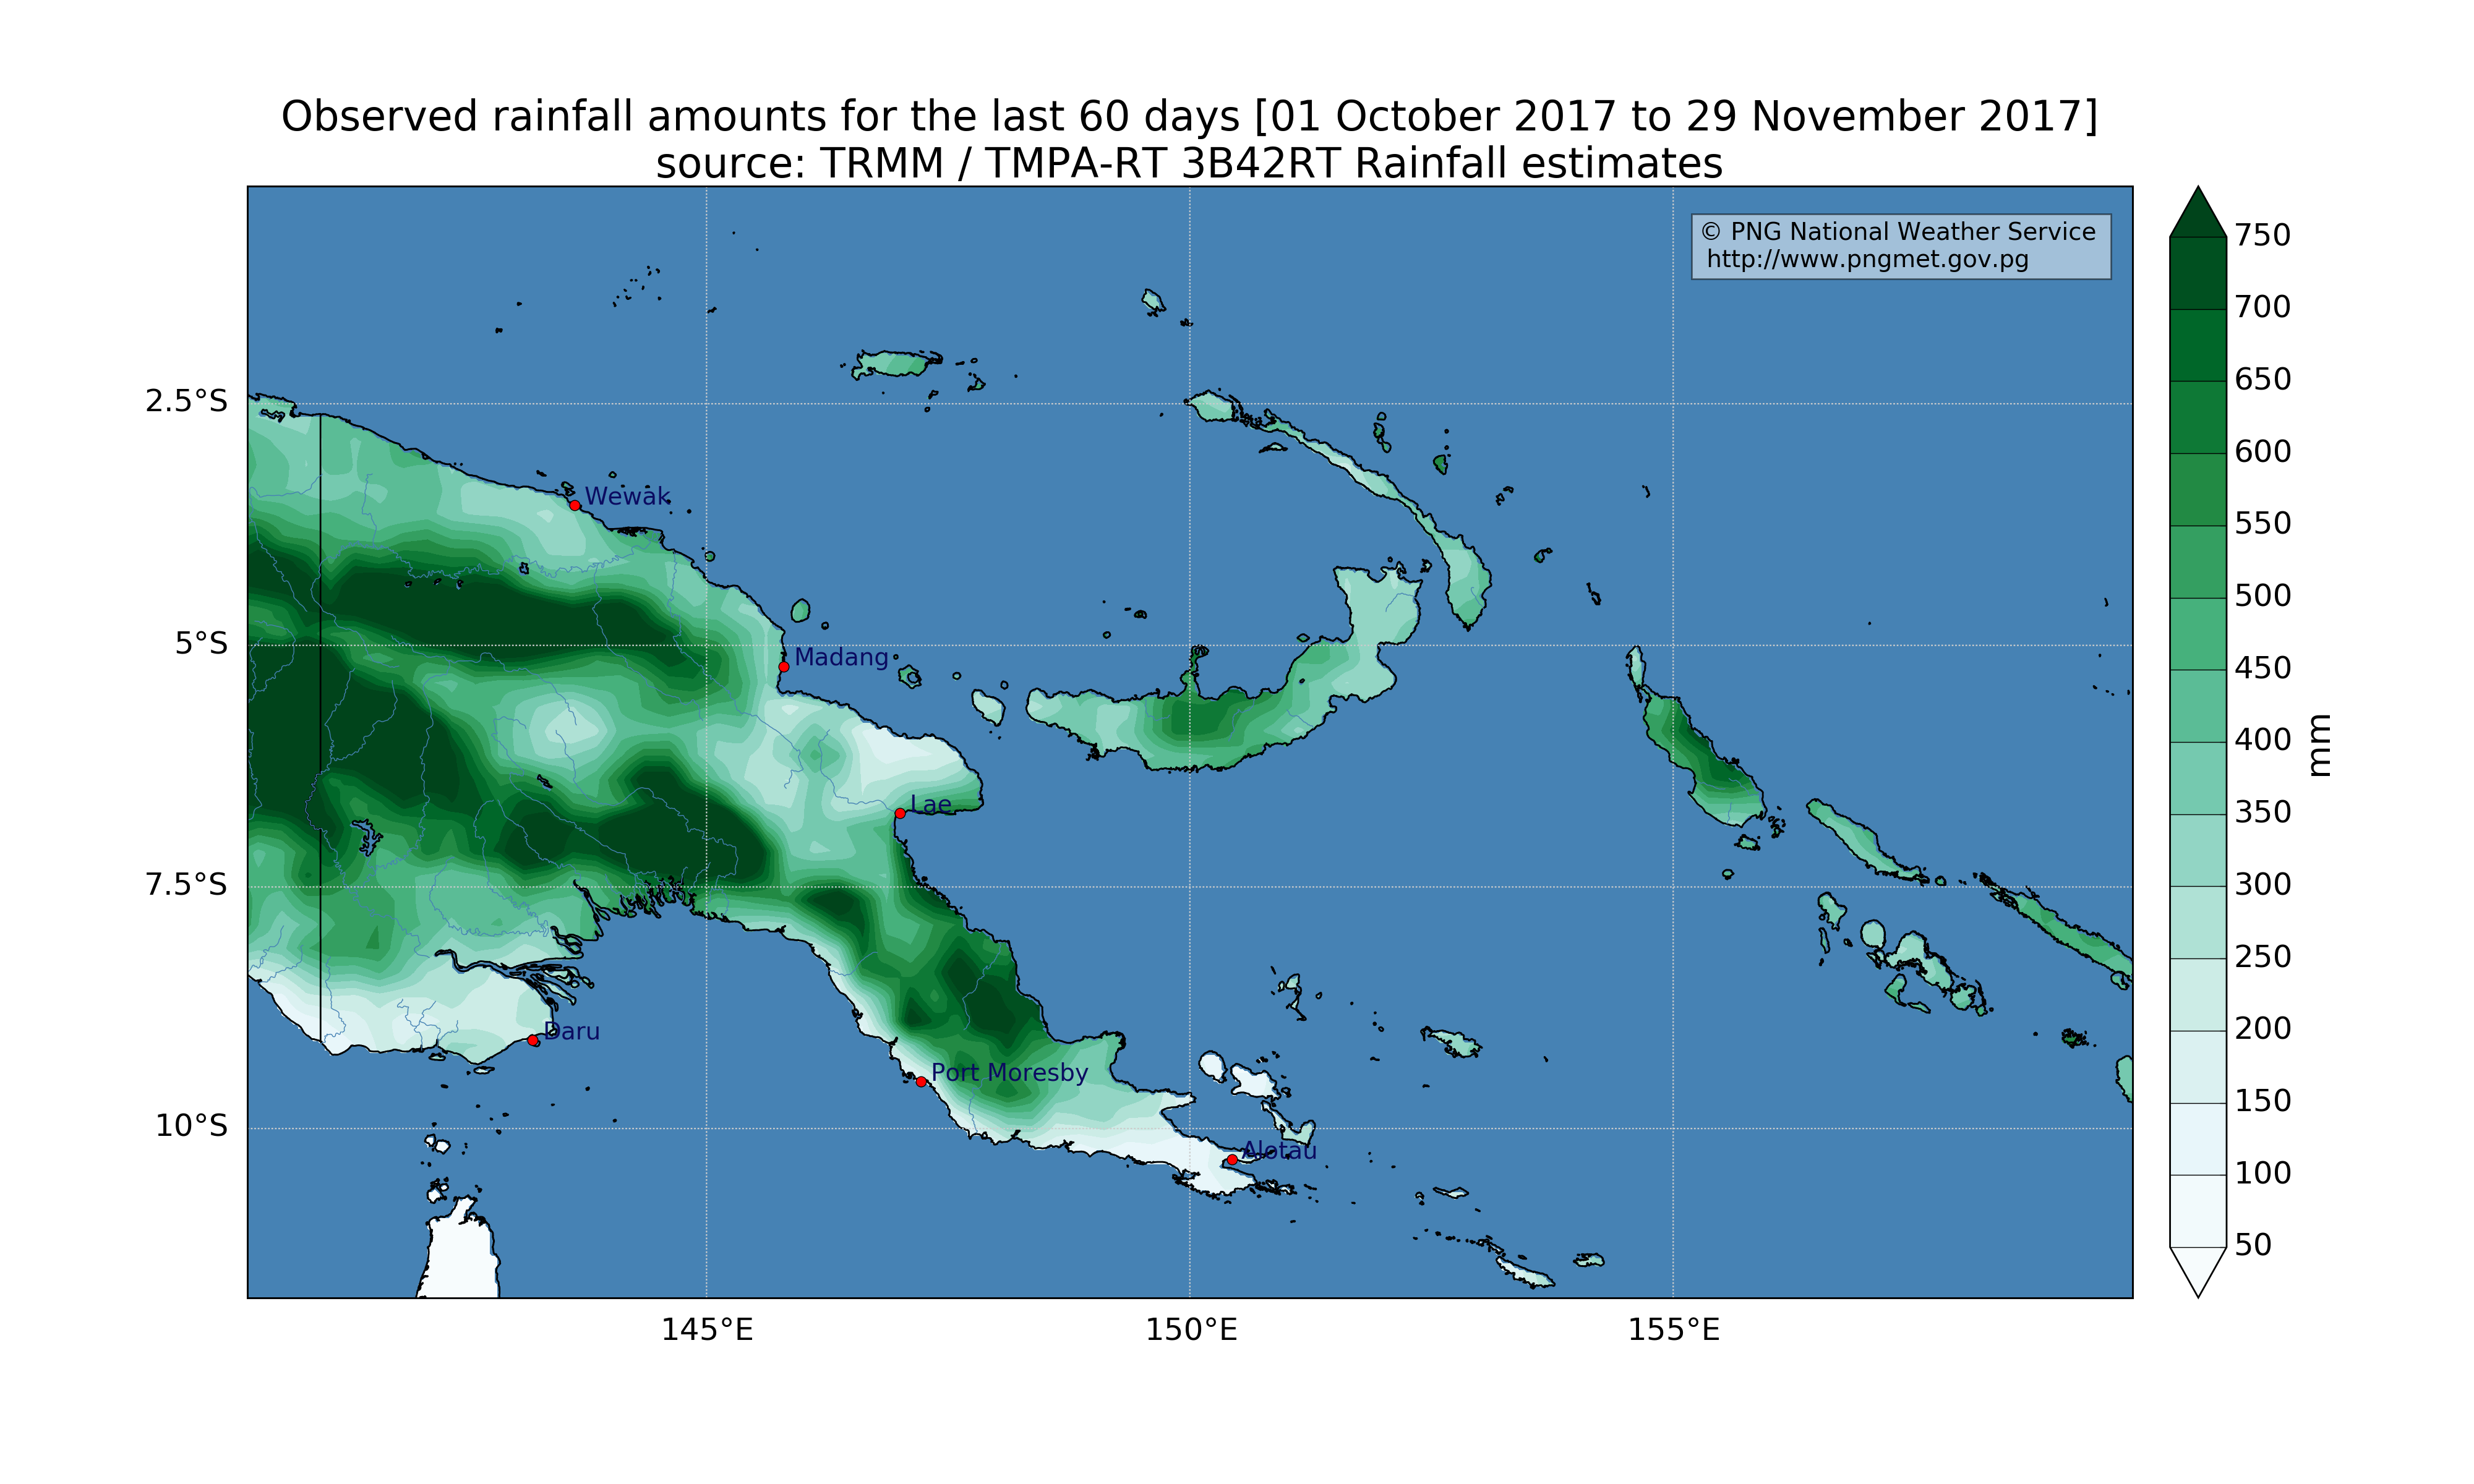 Observed rainfall amounts for the last 60 days [01 October 2017 to 29 November 2017]
source: TRMM / TMPA-RT 3B42RT Rainfall estimates
© PNG National Weather Service
http://www.pngmet.gov.pg
2.5°S
5°S
7.5°S
10°S
Wewak
Madang
Lae
Daru
Port Moresby
Alotau
145°E
150°E
155°E
750
700
650
600
550
500
450
400
350
300
250
200
150
100
50
mm